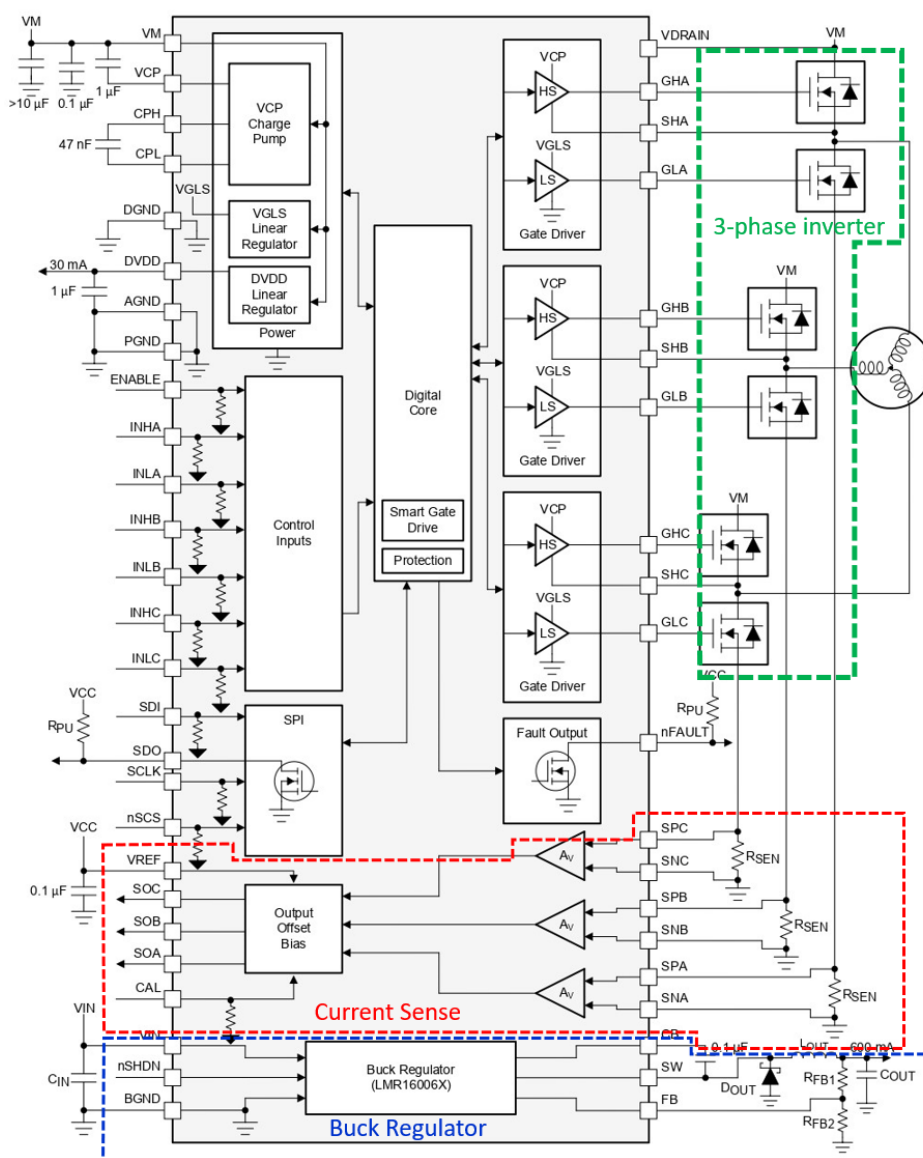 VM
>10 µF
0.1 µF
1 µF
VM
VCP
CPH
47 nF
CPL
VGLS
DGND
DVDD
30 mA
1 µF
AGND
PGND
ENABLE
INHA
INLA
INHB
INLB
INHC
INLC
SDI
VCC
RPU
SDO
SCLK
nSCS
VCC
VREF
0.1 µF
SOC
SOB
SOA
CAL
VIN
VIN
CIN
nSHDN
BGND
VCP
Charge
Pump
VGLS
Linear
Regulator
DVDD
Linear
Regulator
Power
Control
Inputs
SPI
Output
Offset
Bias
Digital
Core
Smart Gate
Drive
Protection
VCP
HS
VGLS
LS
Gate Driver
VCP
HS
VGLS
LS
Gate Driver
VCP
HS
VGLS
LS
Gate Driver
Fault Output
AV
AV
AV
Current Sense
Buck Regulator
(LMR16006X)
Buck Regulator
VDRAIN
VM
GHA
SHA
GLA
3-phase inverter
VM
GHB
SHB
GLB
VM
GHC
SHC
GLC
VCC
RPU
nFAULT
SPC
RSEN
SNC
SPB
RSEN
SNB
SPA
RSEN
SNA
CB
0.1 µF
LOUT
600 mA
SW
DOUT
RFB1
COUT
FB
RFB2